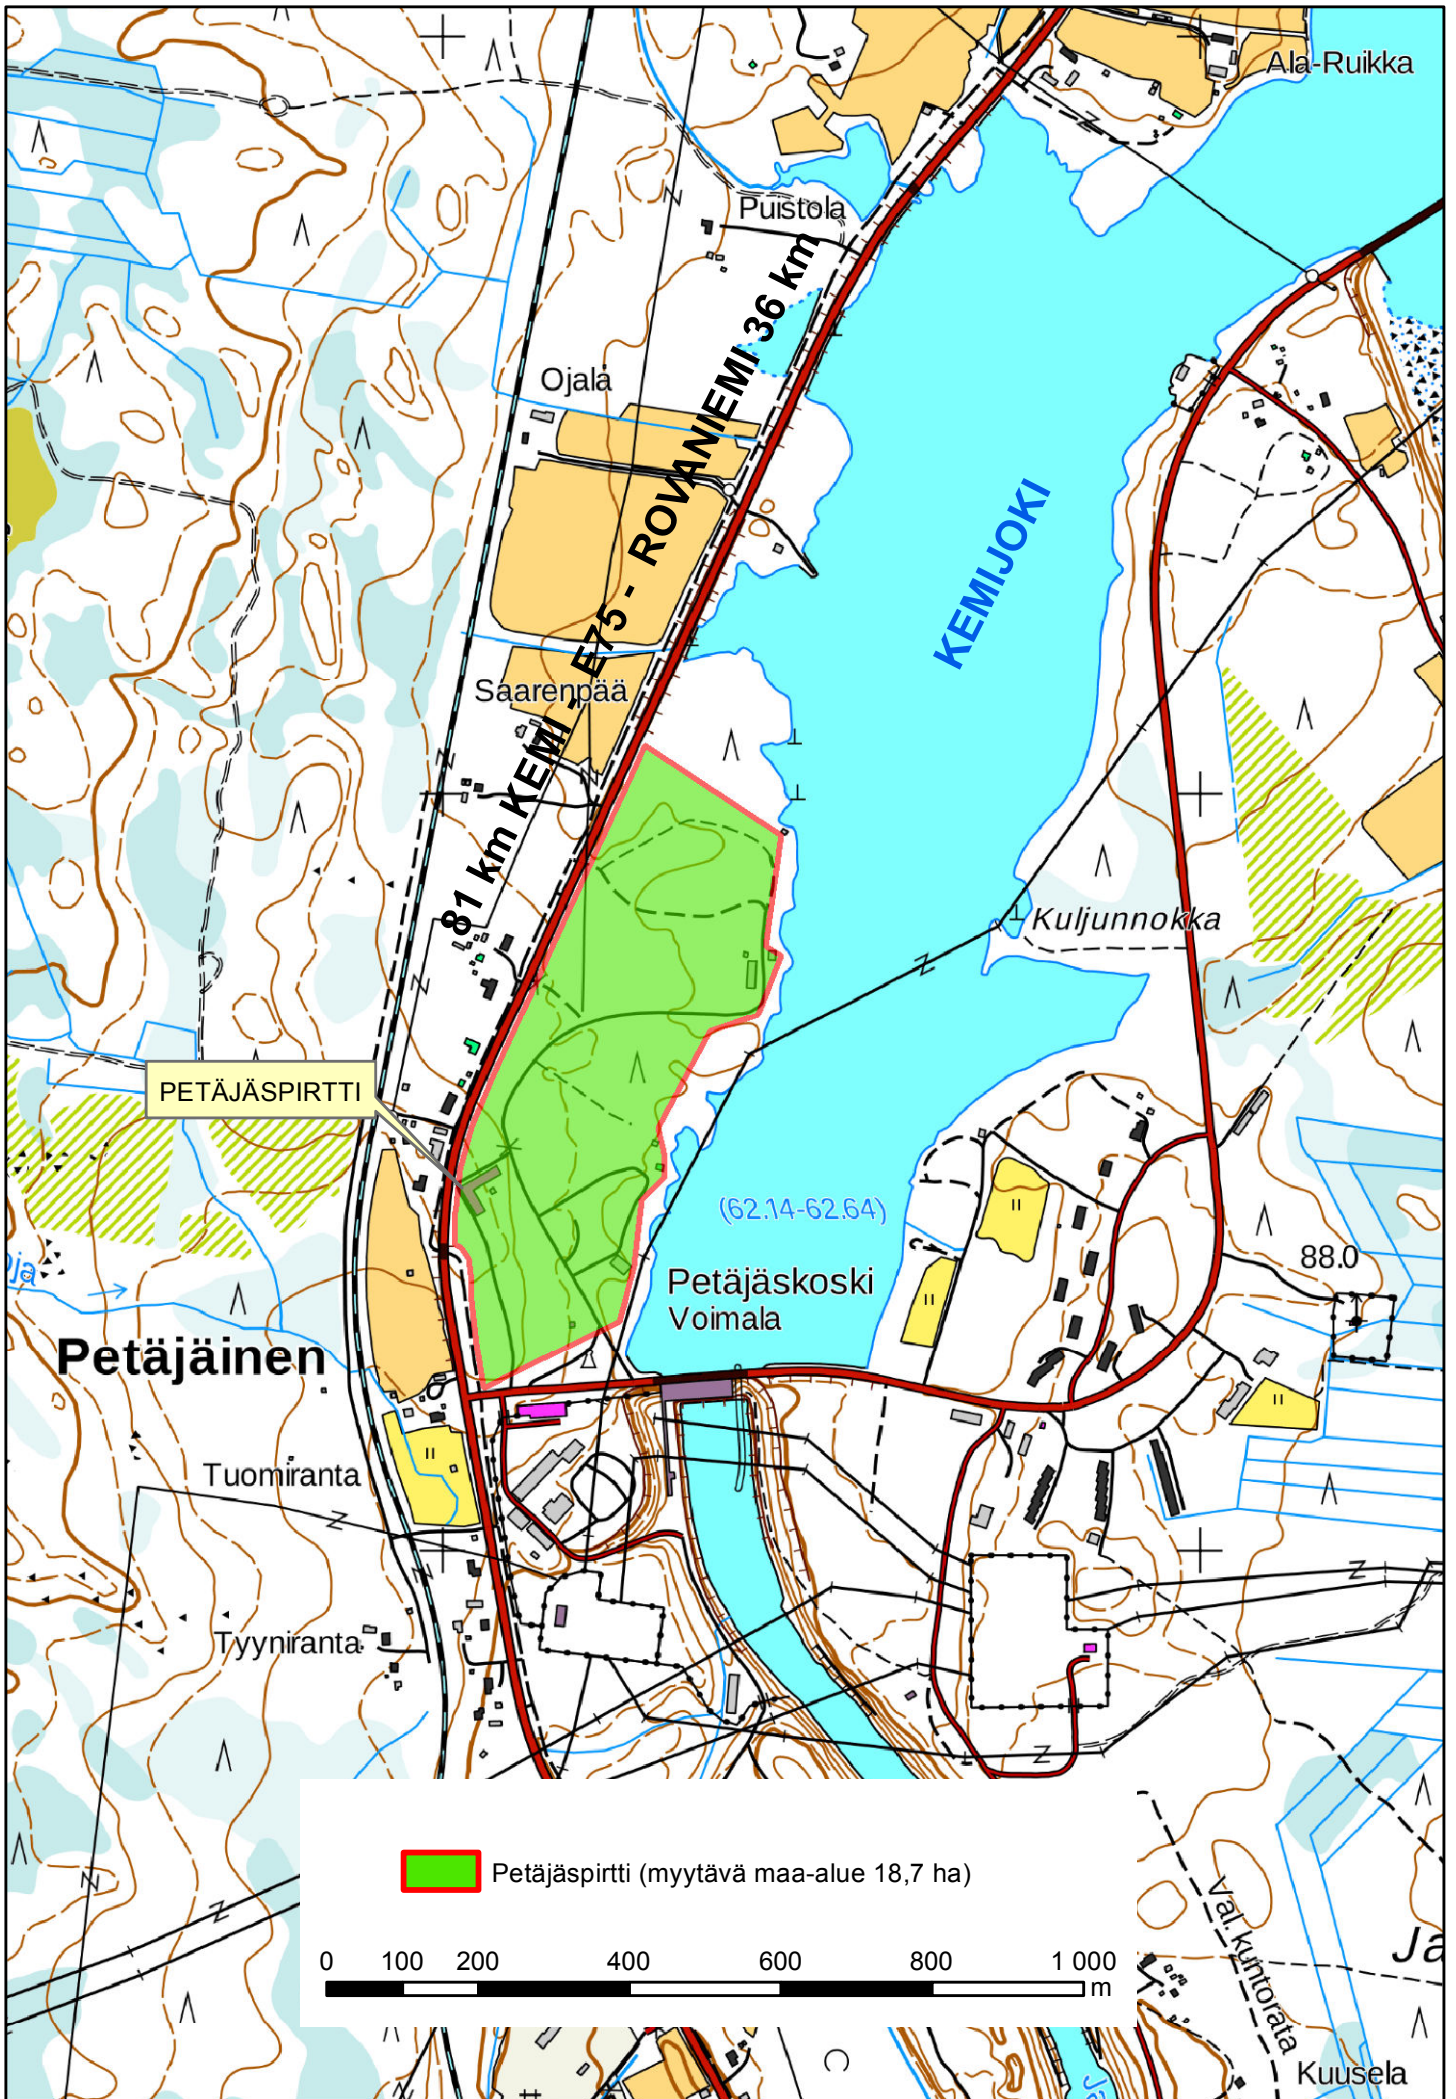 Ala-Ruikka
Puistola
Ojala
81 km KEMI - E75 - ROVANIEMI 36 km
KEMIJOKI
Saarenpää
Kuljunnokka
PETÄJÄSPIRTTI
(62.14-62.64)
Petäjäskoski
Voimala
88.0
Petäjäinen
Tuomiranta
Tyyniranta
Petäjäspirtti (myytävä maa-alue 18,7 ha)
0 100 200 400 600 800 1 000
m
Val. kuntorata
Kuusela